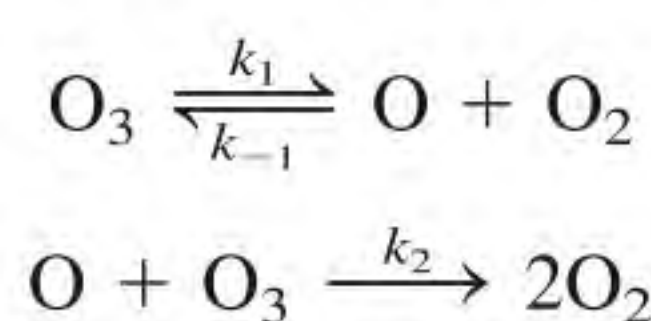 k₁
O₃ ⇌ O + O₂
k₋₁
k₂
O + O₃ ⟶ 2O₂